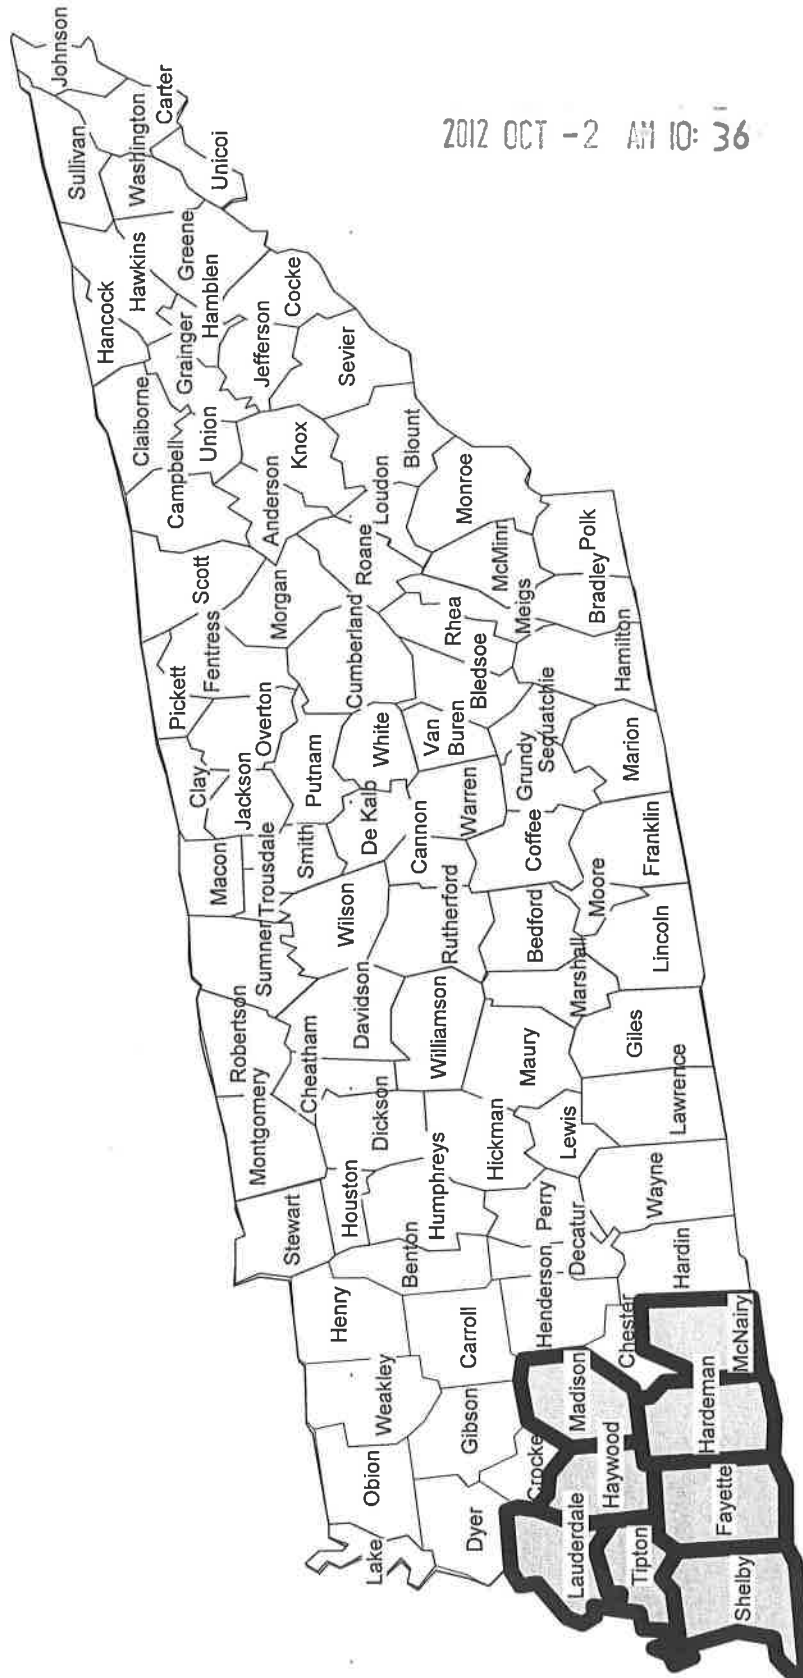 2012 OCT -2 AM 10: 36
Johnson
Sullivan
Carter
Washington
Unicoi
Hawkins
Greene
Hancock
Hamblen
Cocke
Grainger
Jefferson
Claiborne
Sevier
Union
Campbell
Knox
Blount
Anderson
Loudon
Monroe
Scott
Roane
McMinn
Polk
Morgan
Meigs
Bradley
Fentress
Cumberland
Rhea
Pickett
Bledsoe
Hamilton
Overton
Sequatchie
Clay
White
Van
Buren
Putnam
Grundy
Marion
Jackson
De Kalb
Warren
Smith
Cannon
Coffee
Macon
Trousdale
Franklin
Moore
Wilson
Rutherford
Bedford
Sumner
Lincoln
Marshall
Davidson
Williamson
Robertson
Giles
Cheatham
Maury
Montgomery
Lawrence
Dickson
Hickman
Lewis
Houston
Humphreys
Wayne
Stewart
Perry
Decatur
Benton
Hardin
Henry
Henderson
Carroll
Chester
McNairy
Weakley
Madison
Hardeman
Gibson
Obion
Crocke
Haywood
Dyer
Lauderdale
Fayette
Lake
Tipton
Shelby